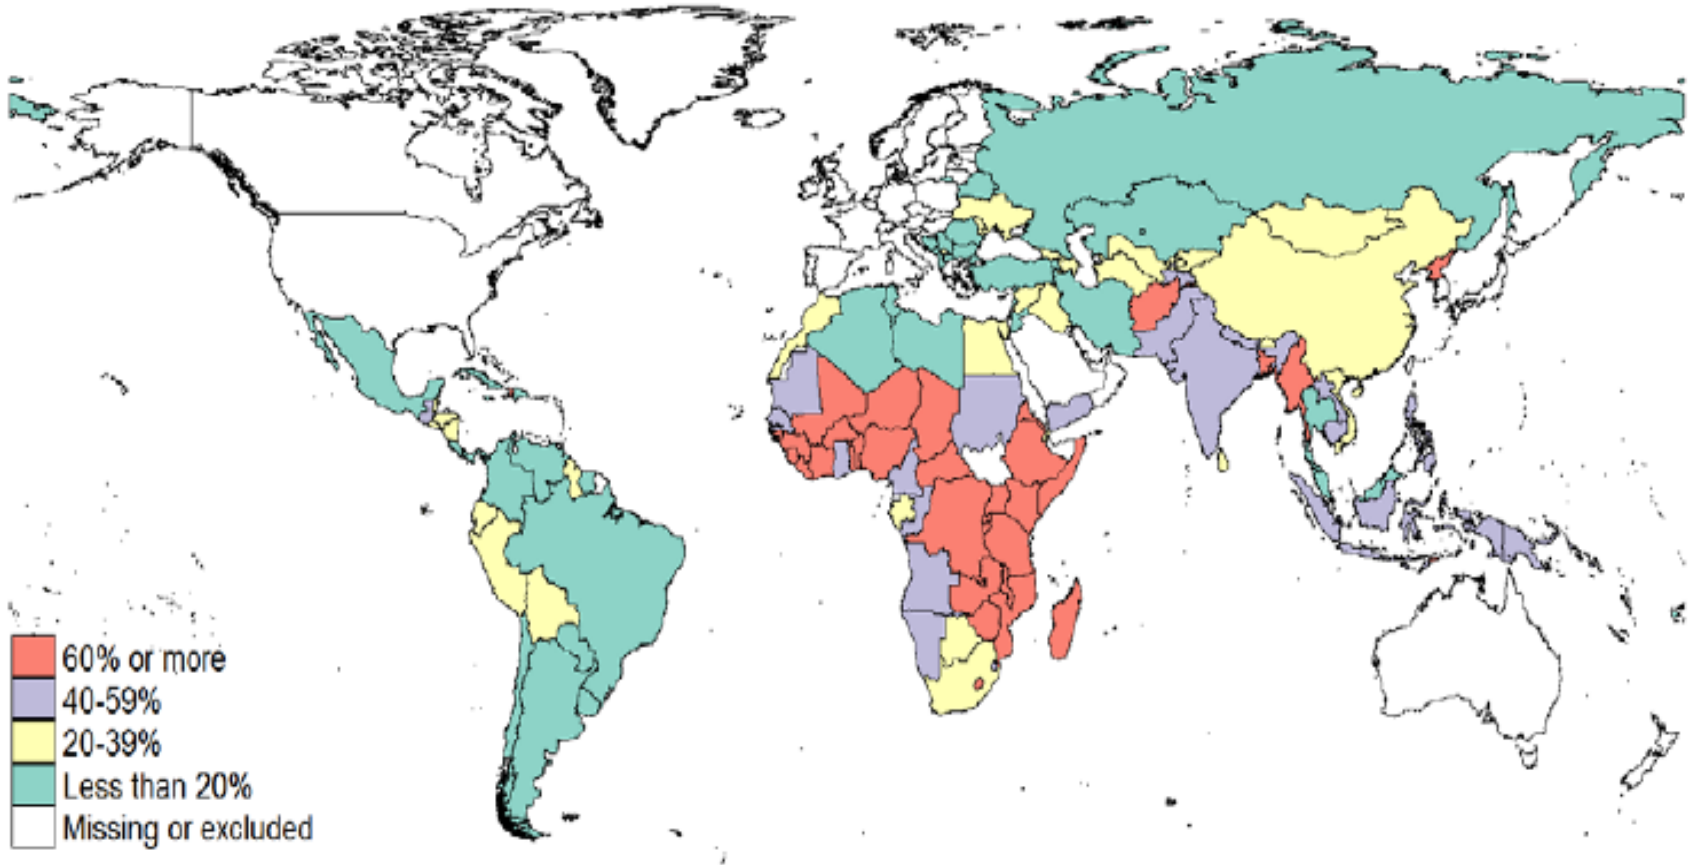 60% or more
40-59%
20-39%
Less than 20%
Missing or excluded